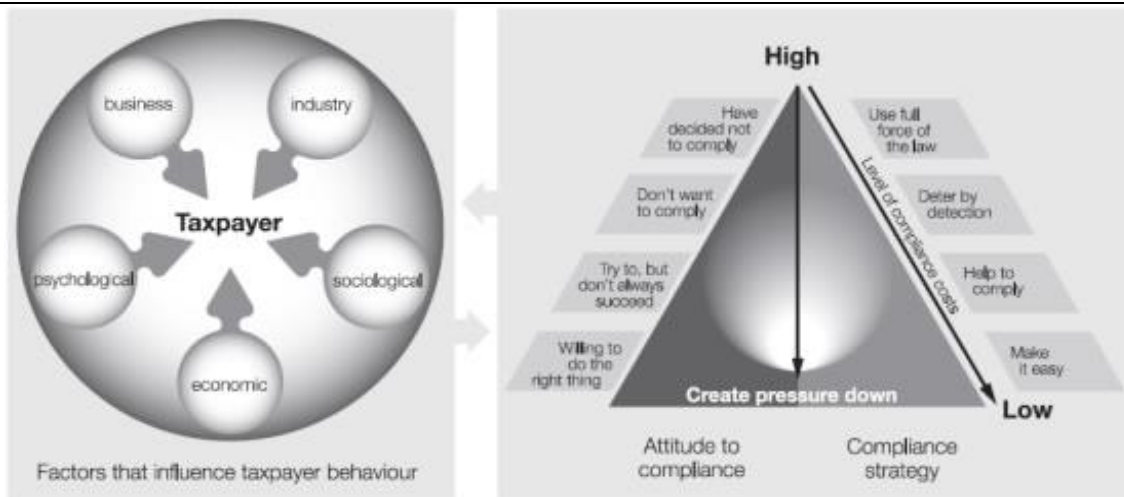 business
industry
Taxpayer
psychological
sociological
economic
Factors that influence taxpayer behaviour
High
Have
decided not
to comply
Use full
force of
the law
Don't want
to comply
Deter by
detection
Level of compliance costs
Try to, but
don't always
succeed
Help to
comply
Willing to
do the
right thing
Make
it easy
Create pressure down
Low
Attitude to
compliance
Compliance
strategy